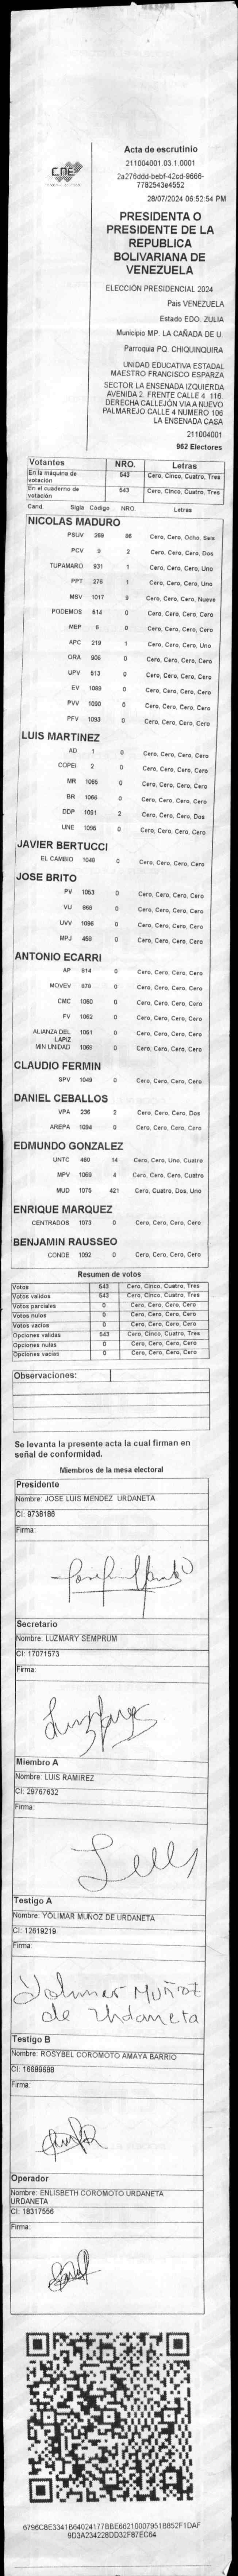 CNE
Acta de escrutinio
211004001.03.1.0001
2a276ddd-bebf-42cd-9666-
7782543e4552
28/07/2024 06:52:54 PM
PRESIDENTA O
PRESIDENTE DE LA
REPUBLICA
BOLIVARIANA DE
VENEZUELA
ELECCIÓN PRESIDENCIAL 2024
Pais VENEZUELA
Estado EDO. ZULIA
Municipio MP. LA CAÑADA DE U.
Parroquia PQ. CHIQUINQUIRA
UNIDAD EDUCATIVA ESTADAL
MAESTRO FRANCISCO ESPARZA
SECTOR LA ENSENADA IZQUIERDA
AVENIDA 2. FRENTE CALLE 4 116.
DERECHA CALLEJÓN VIA A NUEVO
PALMAREJO CALLE 4 NUMERO 106
LA ENSENADA CASA
211004001
962 Electores
Votantes NRO. Letras
En la maquina de votación 543 Cero, Cinco, Cuatro, Tres
En el cuaderno de votación 543 Cero, Cinco, Cuatro, Tres
Cand. Sigla Código NRO. Letras
NICOLAS MADURO
PSUV 269 86 Cero, Cero, Ocho, Seis
PCV 9 2 Cero, Cero, Cero, Dos
TUPAMARO 931 1 Cero, Cero, Cero, Uno
PPT 276 1 Cero, Cero, Cero, Uno
MSV 1017 9 Cero, Cero, Cero, Nueve
PODEMOS 514 0 Cero, Cero, Cero, Cero
MEP 6 0 Cero, Cero, Cero, Cero
APC 219 1 Cero, Cero, Cero, Uno
ORA 906 0 Cero, Cero, Cero, Cero
UPV 513 0 Cero, Cero, Cero, Cero
EV 1089 0 Cero, Cero, Cero, Cero
PVV 1090 0 Cero, Cero, Cero, Cero
PFV 1093 0 Cero, Cero, Cero, Cero
LUIS MARTINEZ
AD 1 0 Cero, Cero, Cero, Cero
COPEI 2 0 Cero, Cero, Cero, Cero
MR 1065 0 Cero, Cero, Cero, Cero
BR 1066 0 Cero, Cero, Cero, Cero
DDP 1091 2 Cero, Cero, Cero, Dos
UNE 1095 0 Cero, Cero, Cero, Cero
JAVIER BERTUCCI
EL CAMBIO 1048 0 Cero, Cero, Cero, Cero
JOSE BRITO
PV 1053 0 Cero, Cero, Cero, Cero
VU 968 0 Cero, Cero, Cero, Cero
UVV 1096 0 Cero, Cero, Cero, Cero
MPJ 459 0 Cero, Cero, Cero, Cero
ANTONIO ECARRI
AP 814 0 Cero, Cero, Cero, Cero
MOVEV 878 0 Cero, Cero, Cero, Cero
CMC 1050 0 Cero, Cero, Cero, Cero
FV 1052 0 Cero, Cero, Cero, Cero
ALIANZA DEL LAPIZ 1051 0 Cero, Cero, Cero, Cero
MIN UNIDAD 1068 0 Cero, Cero, Cero, Cero
CLAUDIO FERMIN
SPV 1049 0 Cero, Cero, Cero, Cero
DANIEL CEBALLOS
VPA 236 2 Cero, Cero, Cero, Dos
AREPA 1094 0 Cero, Cero, Cero, Cero
EDMUNDO GONZALEZ
UNTC 480 14 Cero, Cero, Uno, Cuatro
MPV 1069 4 Cero, Cero, Cero, Cuatro
MUD 1075 421 Cero, Cuatro, Dos, Uno
ENRIQUE MARQUEZ
CENTRADOS 1073 0 Cero, Cero, Cero, Cero
BENJAMIN RAUSSEO
CONDE 1092 0 Cero, Cero, Cero, Cero
Resumen de votos
Votos 543 Cero, Cinco, Cuatro, Tres
Votos validos 543 Cero, Cinco, Cuatro, Tres
Votos parciales 0 Cero, Cero, Cero, Cero
Votos nulos 0 Cero, Cero, Cero, Cero
Votos vacios 0 Cero, Cero, Cero, Cero
Opciones validas 543 Cero, Cinco, Cuatro, Tres
Opciones nulas 0 Cero, Cero, Cero, Cero
Opciones vacias 0 Cero, Cero, Cero, Cero
Observaciones:
Se levanta la presente acta la cual firman en
señal de conformidad.
Miembros de la mesa electoral
Presidente
Nombre: JOSE LUIS MENDEZ URDANETA
CI: 9738186
Firma:
Secretario
Nombre: LUZMARY SEMPRUM
CI: 17071573
Firma:
Miembro A
Nombre: LUIS RAMIREZ
CI: 29767632
Firma:
Luis
Testigo A
Nombre: YOLIMAR MUÑOZ DE URDANETA
CI: 12619219
Firma:
Yolimar MUÑOZ
de Urdaneta
Testigo B
Nombre: ROSYBEL COROMOTO AMAYA BARRIO
CI: 16689688
Firma:
Operador
Nombre: ENLISBETH COROMOTO URDANETA
URDANETA
CI: 18317556
Firma:
6796C8E3341B64024177BBE66210007951B852F1DAF
9D3A234228DD32F87EC64